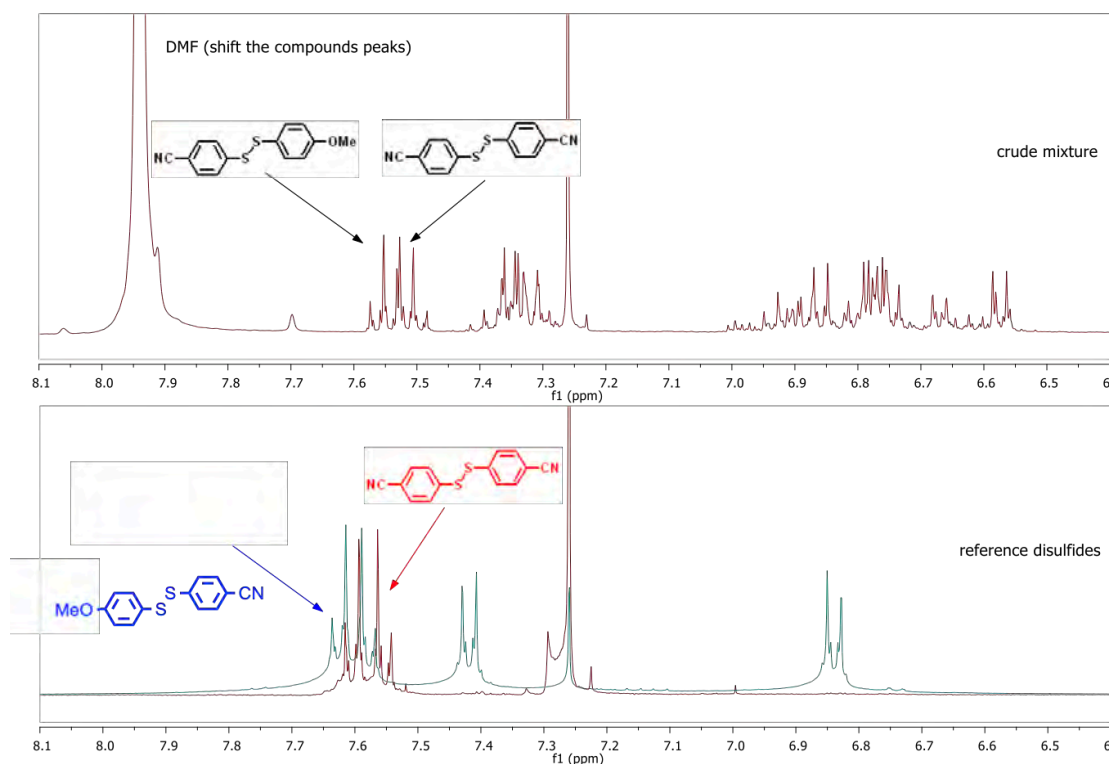 DMF (shift the compounds peaks)
NC
S
S
OMe
NC
S
S
CN
crude mixture
8.1 8.0 7.9 7.8 7.7 7.6 7.5 7.4 7.3 7.2 7.1 7.0 6.9 6.8 6.7 6.6 6.5
f1 (ppm)
NC
S
S
CN
reference disulfides
MeO
S
S
CN
8.1 8.0 7.9 7.8 7.7 7.6 7.5 7.4 7.3 7.2 7.1 7.0 6.9 6.8 6.7 6.6 6.5
f1 (ppm)